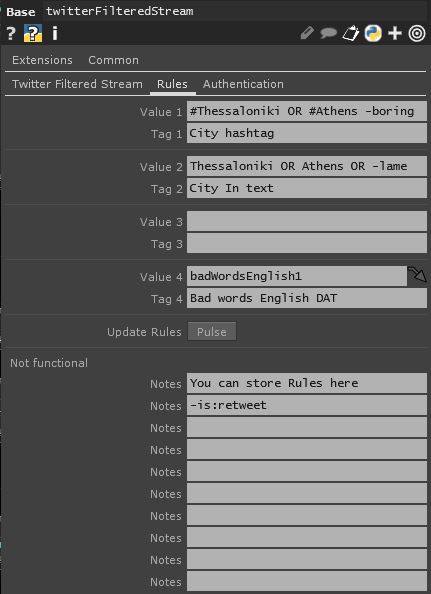 Base twitterFilteredStream
? ? i
Extensions Common
Twitter Filtered Stream Rules Authentication
Value 1 #Thessaloniki OR #Athens -boring
Tag 1 City hashtag
Value 2 Thessaloniki OR Athens OR -lame
Tag 2 City In text
Value 3
Tag 3
Value 4 badWordsEnglish1
Tag 4 Bad words English DAT
Update Rules Pulse
Not functional
Notes You can store Rules here
Notes -is:retweet
Notes
Notes
Notes
Notes
Notes
Notes
Notes
Notes